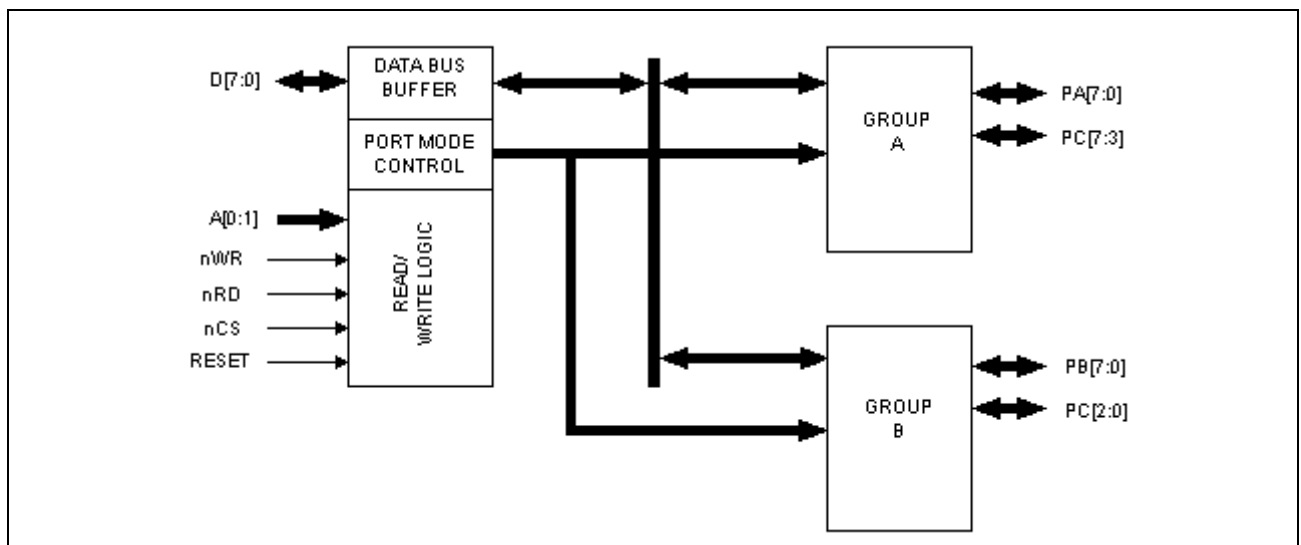 D[7:0]
DATA BUS
BUFFER
PORT MODE
CONTROL
A[0:1]
nWR
nRD
nCS
RESET
READ/
WRITE LOGIC
GROUP
A
PA[7:0]
PC[7:3]
GROUP
B
PB[7:0]
PC[2:0]